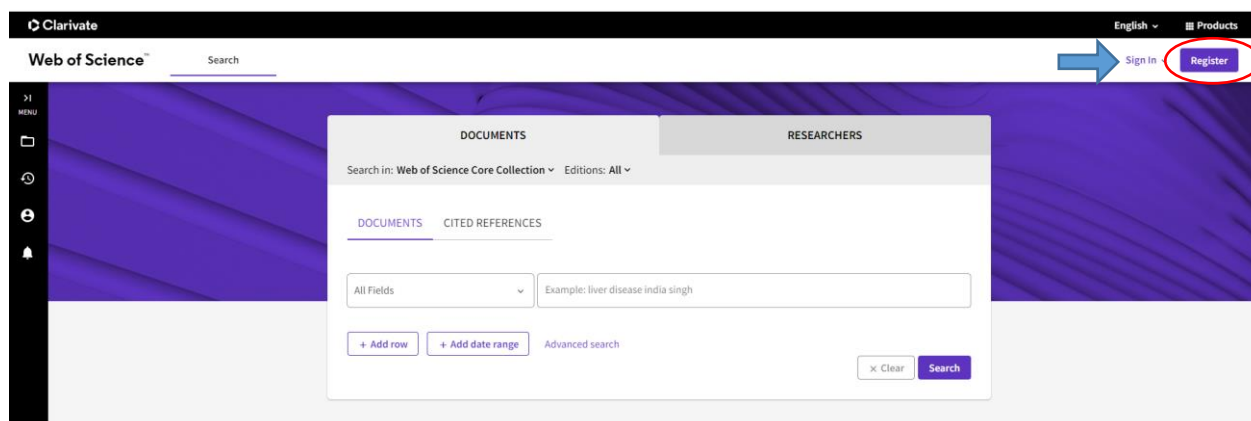 Clarivate
English
Products
Web of Science™
Search
Sign In
Register
MENU
DOCUMENTS
RESEARCHERS
Search in: Web of Science Core Collection Editions: All
DOCUMENTS
CITED REFERENCES
All Fields
Example: liver disease india singh
+ Add row
+ Add date range
Advanced search
× Clear
Search